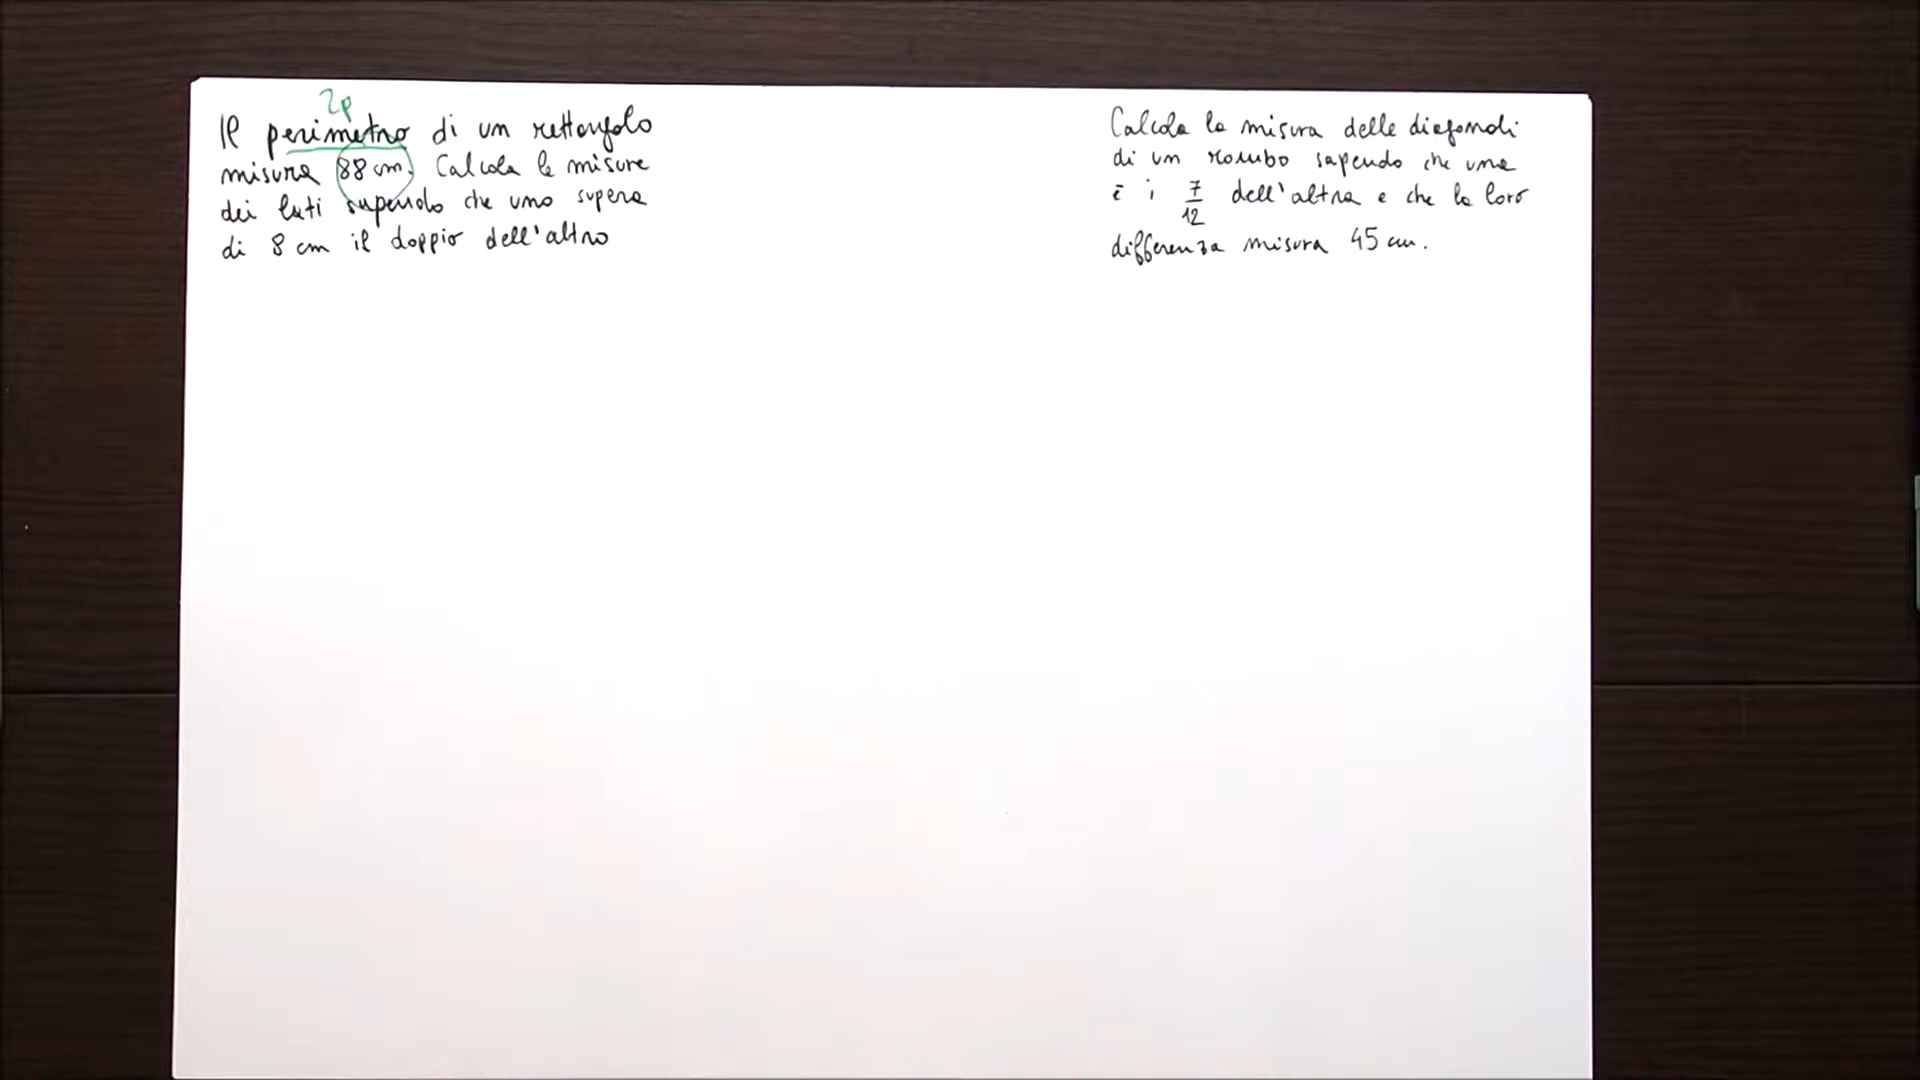 2p
Il perimetro di un rettangolo
misura 88 cm. Calcola le misure
dei lati sapendo che uno supera
di 8 cm il doppio dell'altro
Calcola la misura delle diagonali
di un rombo sapendo che una
è i 7/12 dell'altra e che la loro
differenza misura 45 cm.